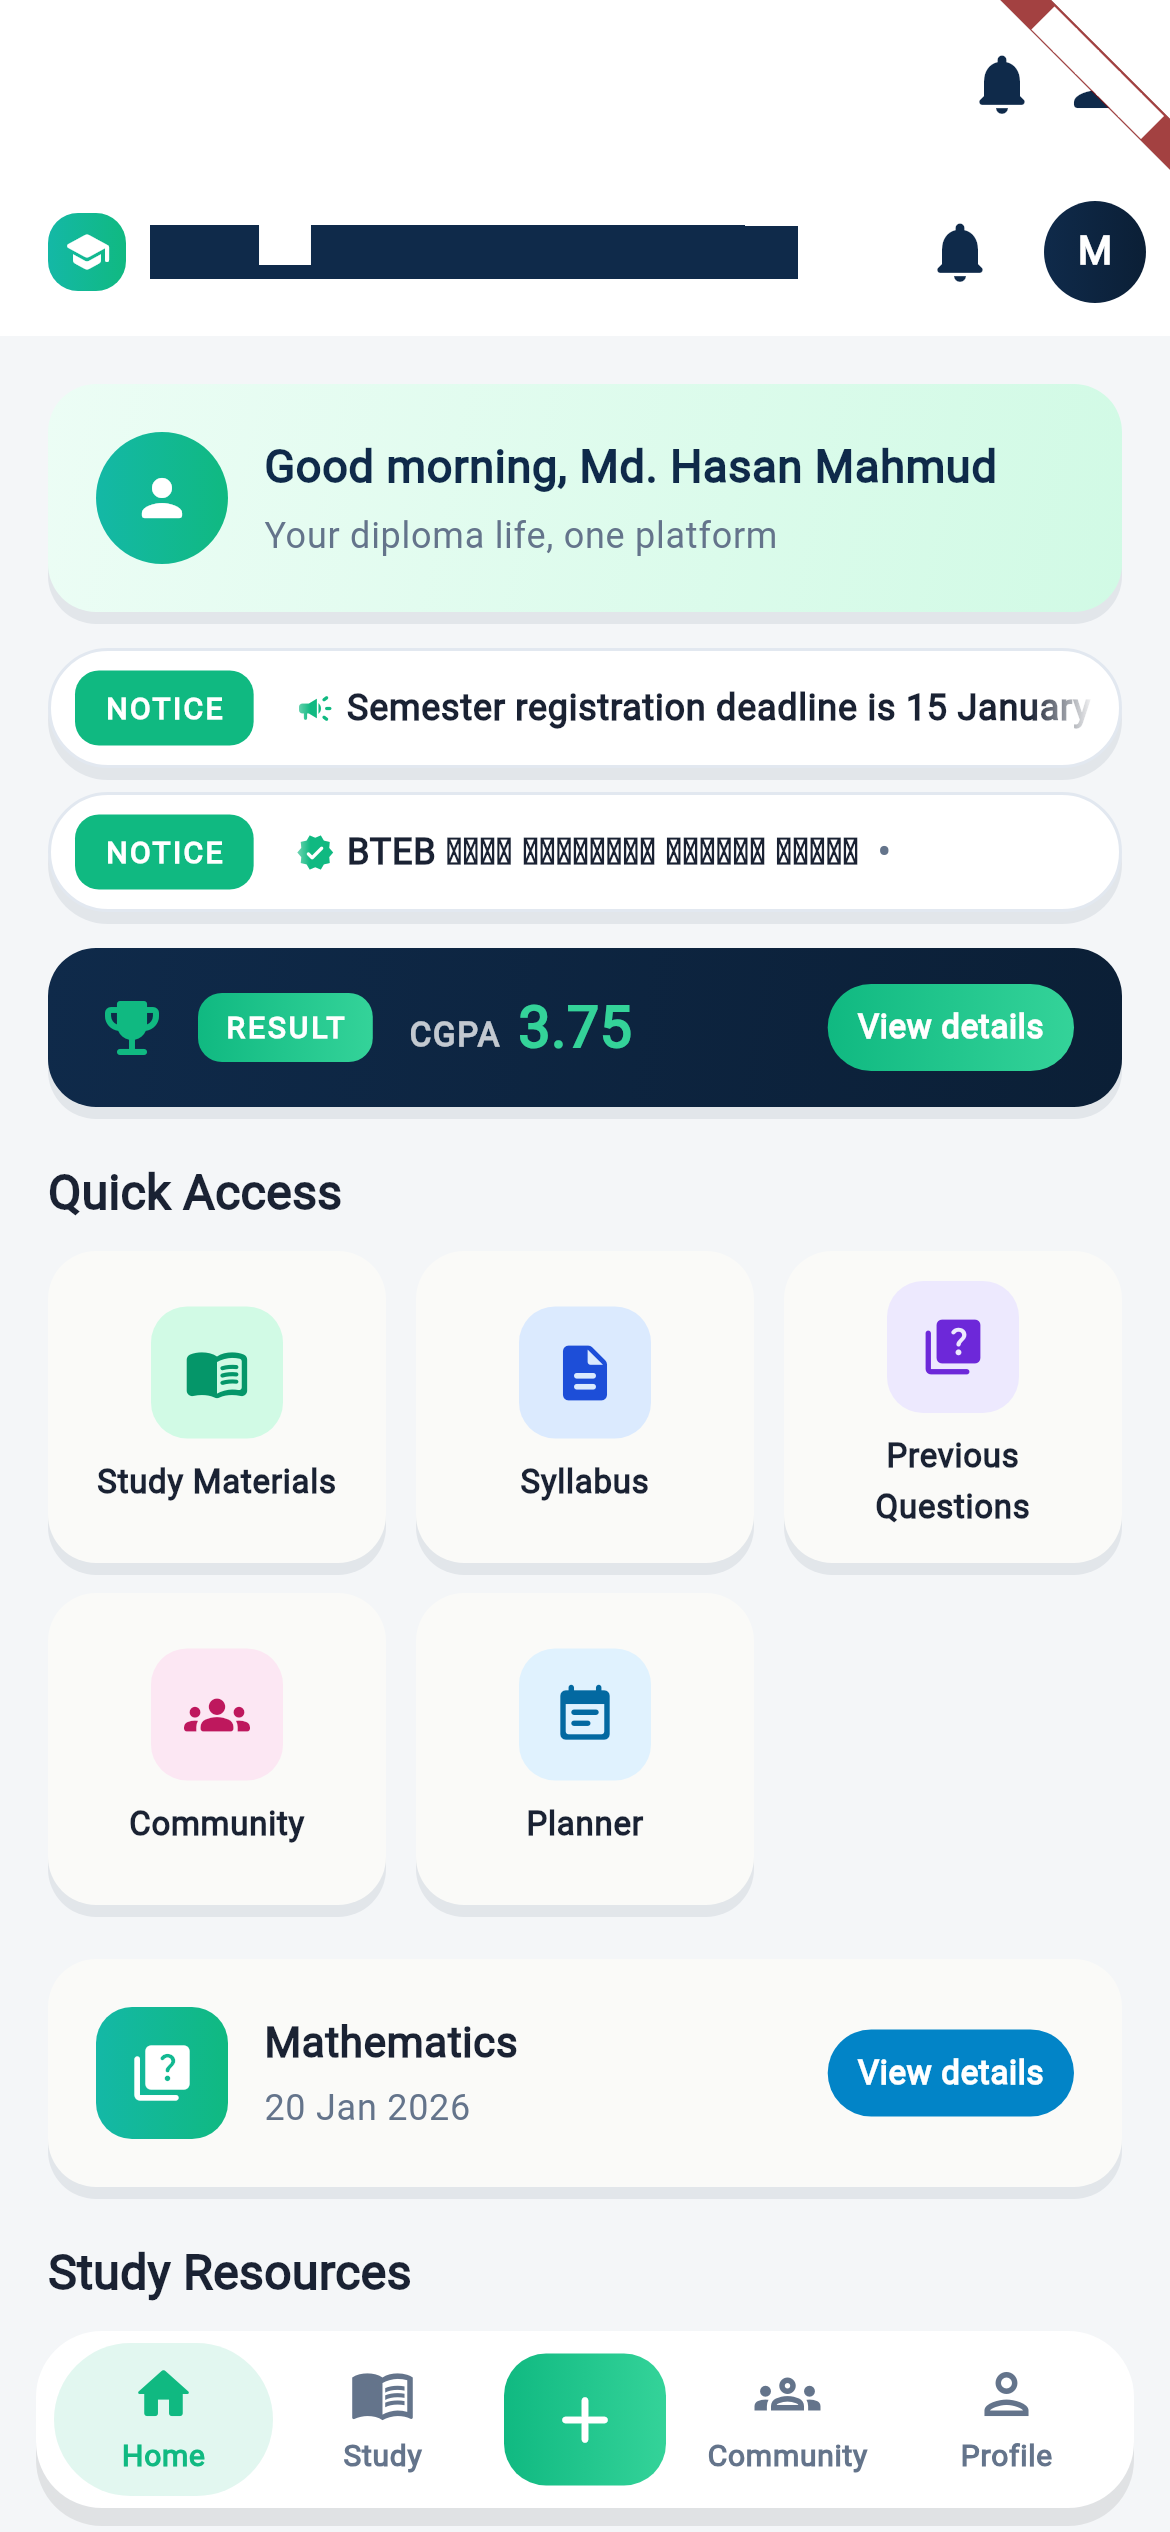 M
Good morning, Md. Hasan Mahmud
Your diploma life, one platform
NOTICE
Semester registration deadline is 15 January
NOTICE
BTEB
•
RESULT
CGPA 3.75
View details
Quick Access
Study Materials
Syllabus
Previous
Questions
Community
Planner
Mathematics
20 Jan 2026
View details
Study Resources
Home
Study
Community
Profile